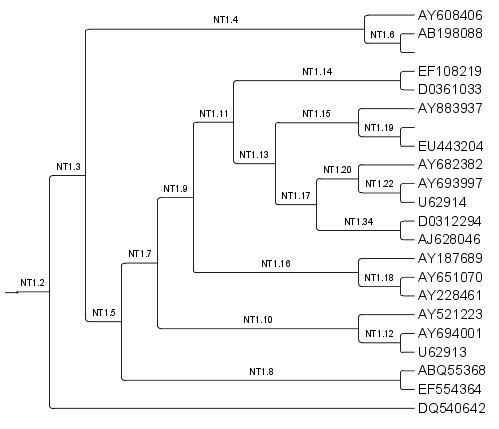 NT1.4
AY608406
NT1.6
AB198088
EF108219
NT1.14
D0361033
AY883937
NT1.11
NT1.15
NT1.19
EU443204
NT1.13
AY682382
NT1.3
NT1.20
AY693997
NT1.9
NT1.22
U62914
NT1.17
D0312294
NT1.34
AJ628046
NT1.7
AY187689
NT1.16
AY651070
NT1.2
NT1.18
AY228461
NT1.5
AY521223
NT1.10
AY694001
NT1.12
U62913
ABQ55368
NT1.8
EF554364
DQ540642